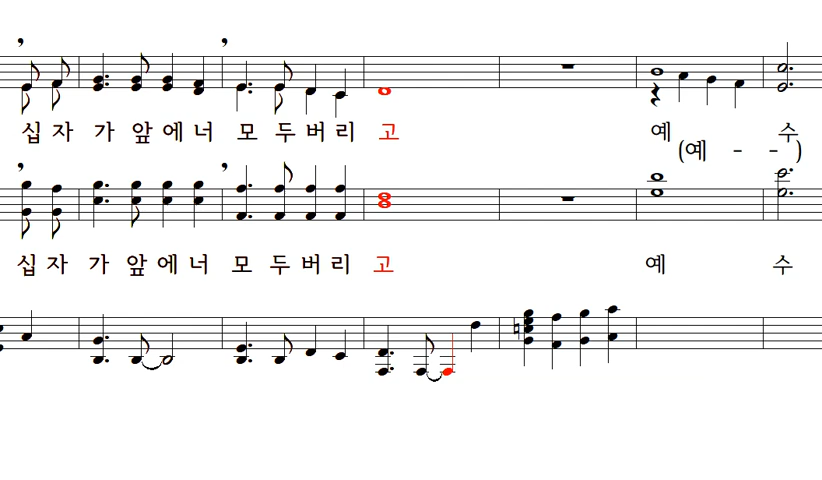 십 자 가 앞 에 너 모 두 버 리 고 예 수
(예 - - )
십 자 가 앞 에 너 모 두 버 리 고 예 수